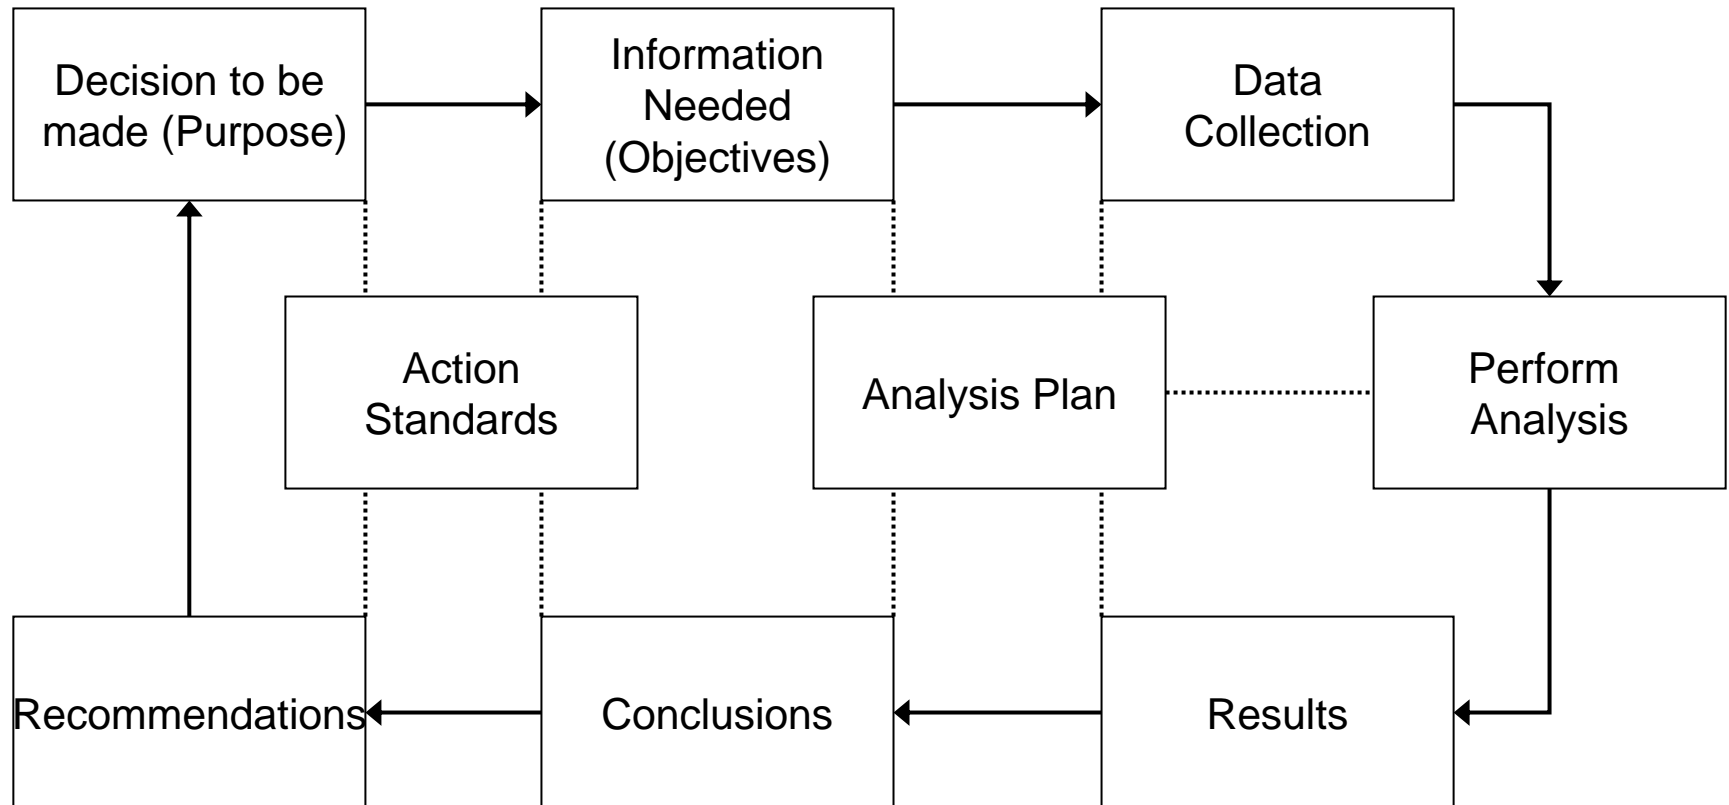 Decision to be
made (Purpose)
Information
Needed
(Objectives)
Data
Collection
Action
Standards
Analysis Plan
Perform
Analysis
Recommendations
Conclusions
Results